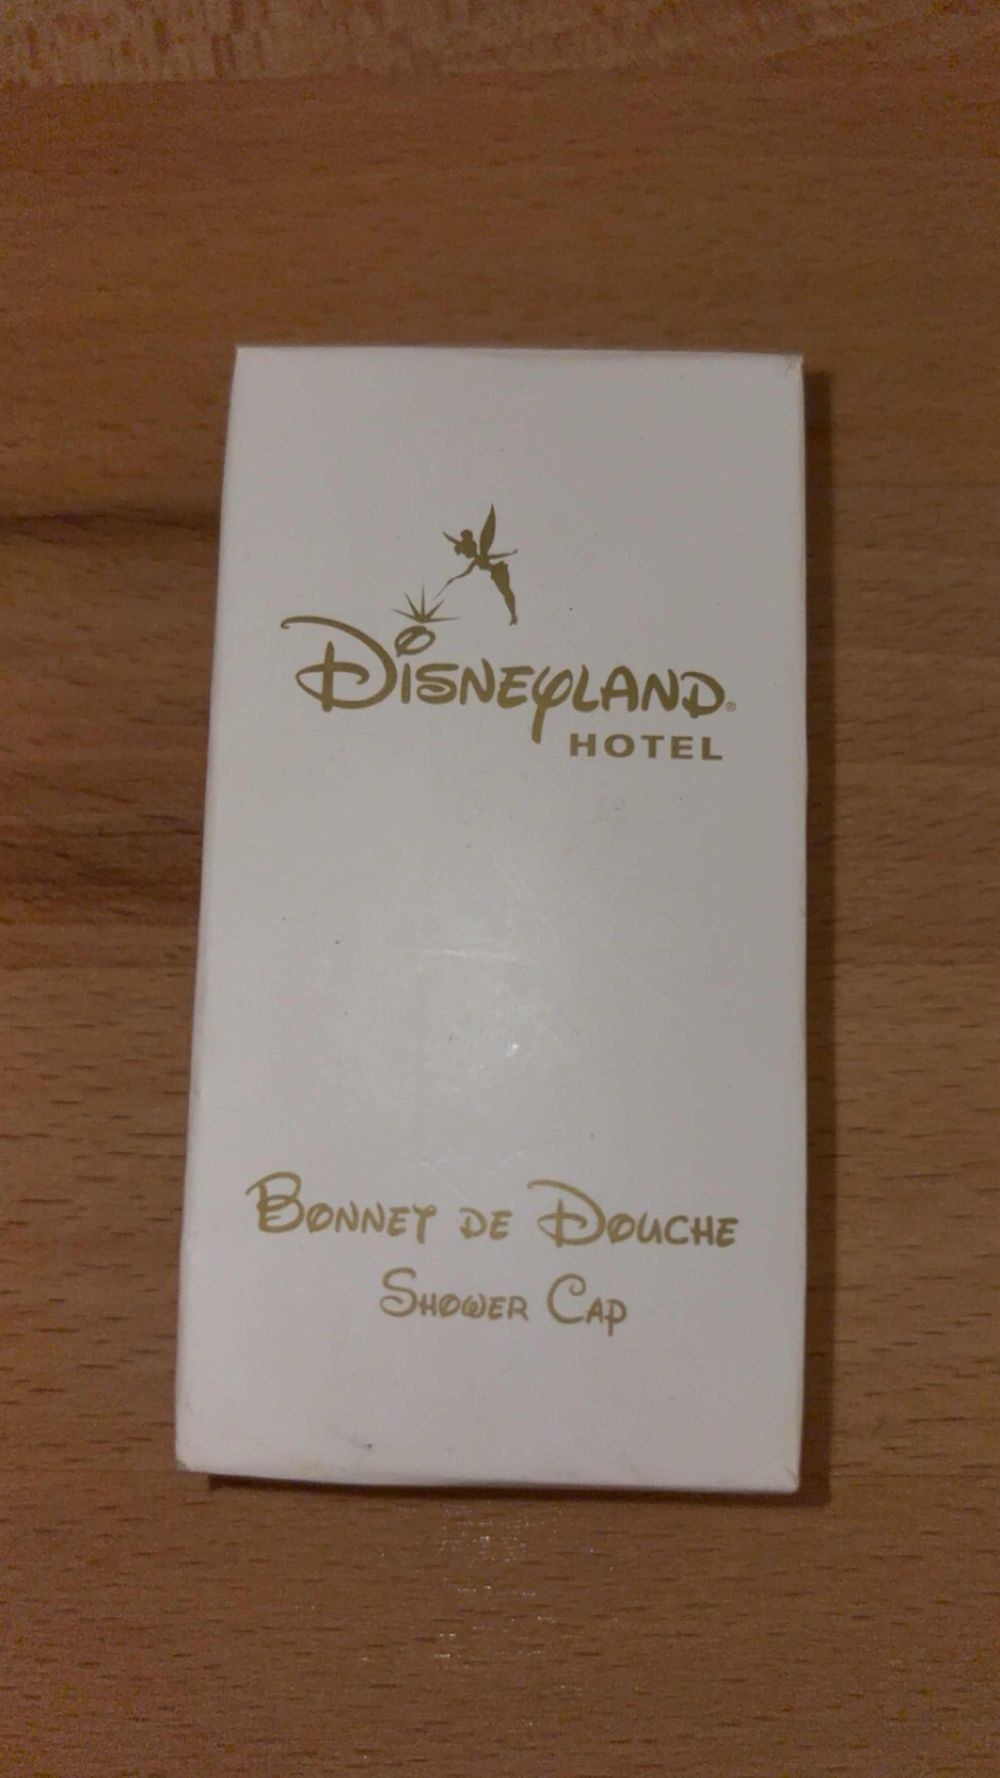 Disneyland®
HOTEL
Bonnet de Douche
Shower Cap